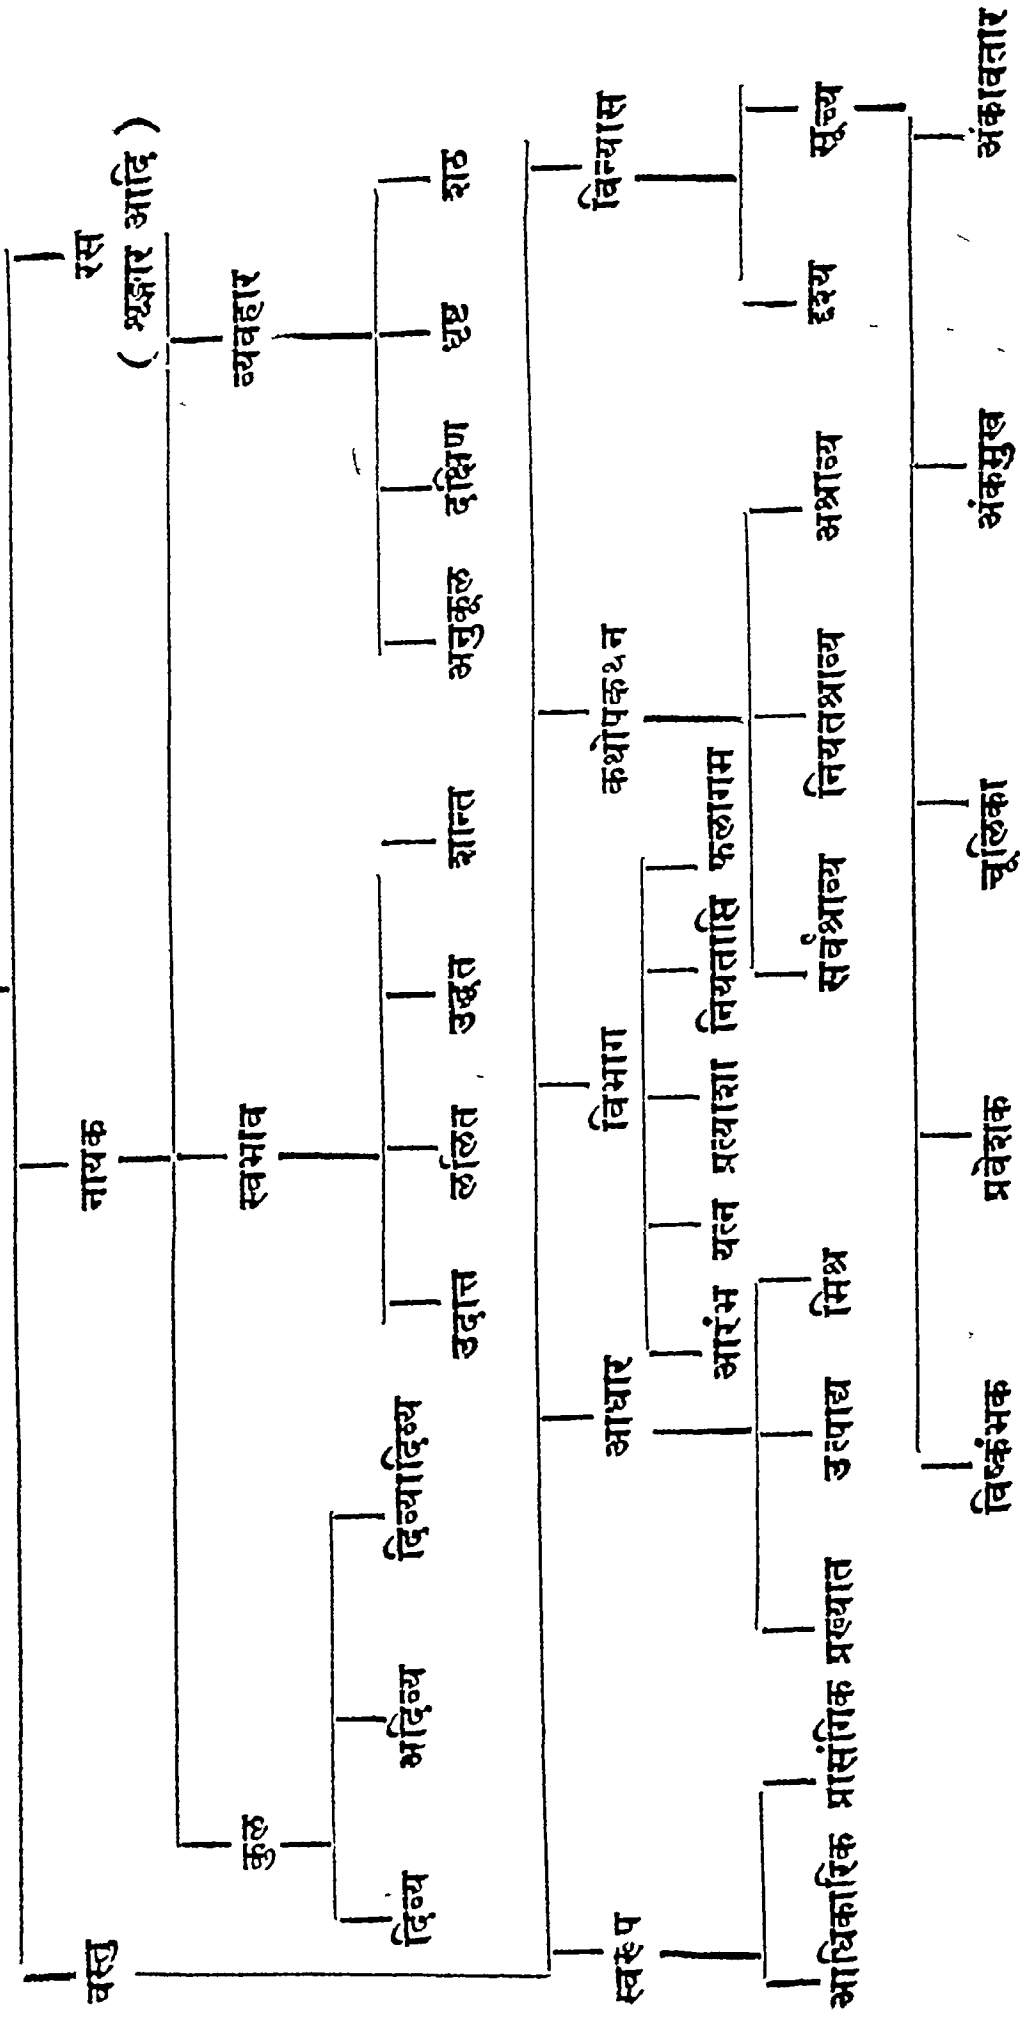 वस्तु नायक रस
( श्रृङ्गार आदि )
कुल स्वभाव व्यवहार
दिव्य अदिव्य दिव्यादिव्य उदात्त ललित उद्धत शान्त अनुकूल दक्षिण धृष्ट शठ
स्वरूप आधार विभाग कथोपकथन विन्यास
आरंभ यत्न प्रत्याशा नियताप्ति फलागम
आधिकारिक प्रासंगिक प्रख्यात उत्पाद्य मिश्र सर्वश्राव्य नियतश्राव्य अश्राव्य दृश्य सूच्य
विष्कंभक प्रवेशक चूलिका अंकमुख अंकावतार